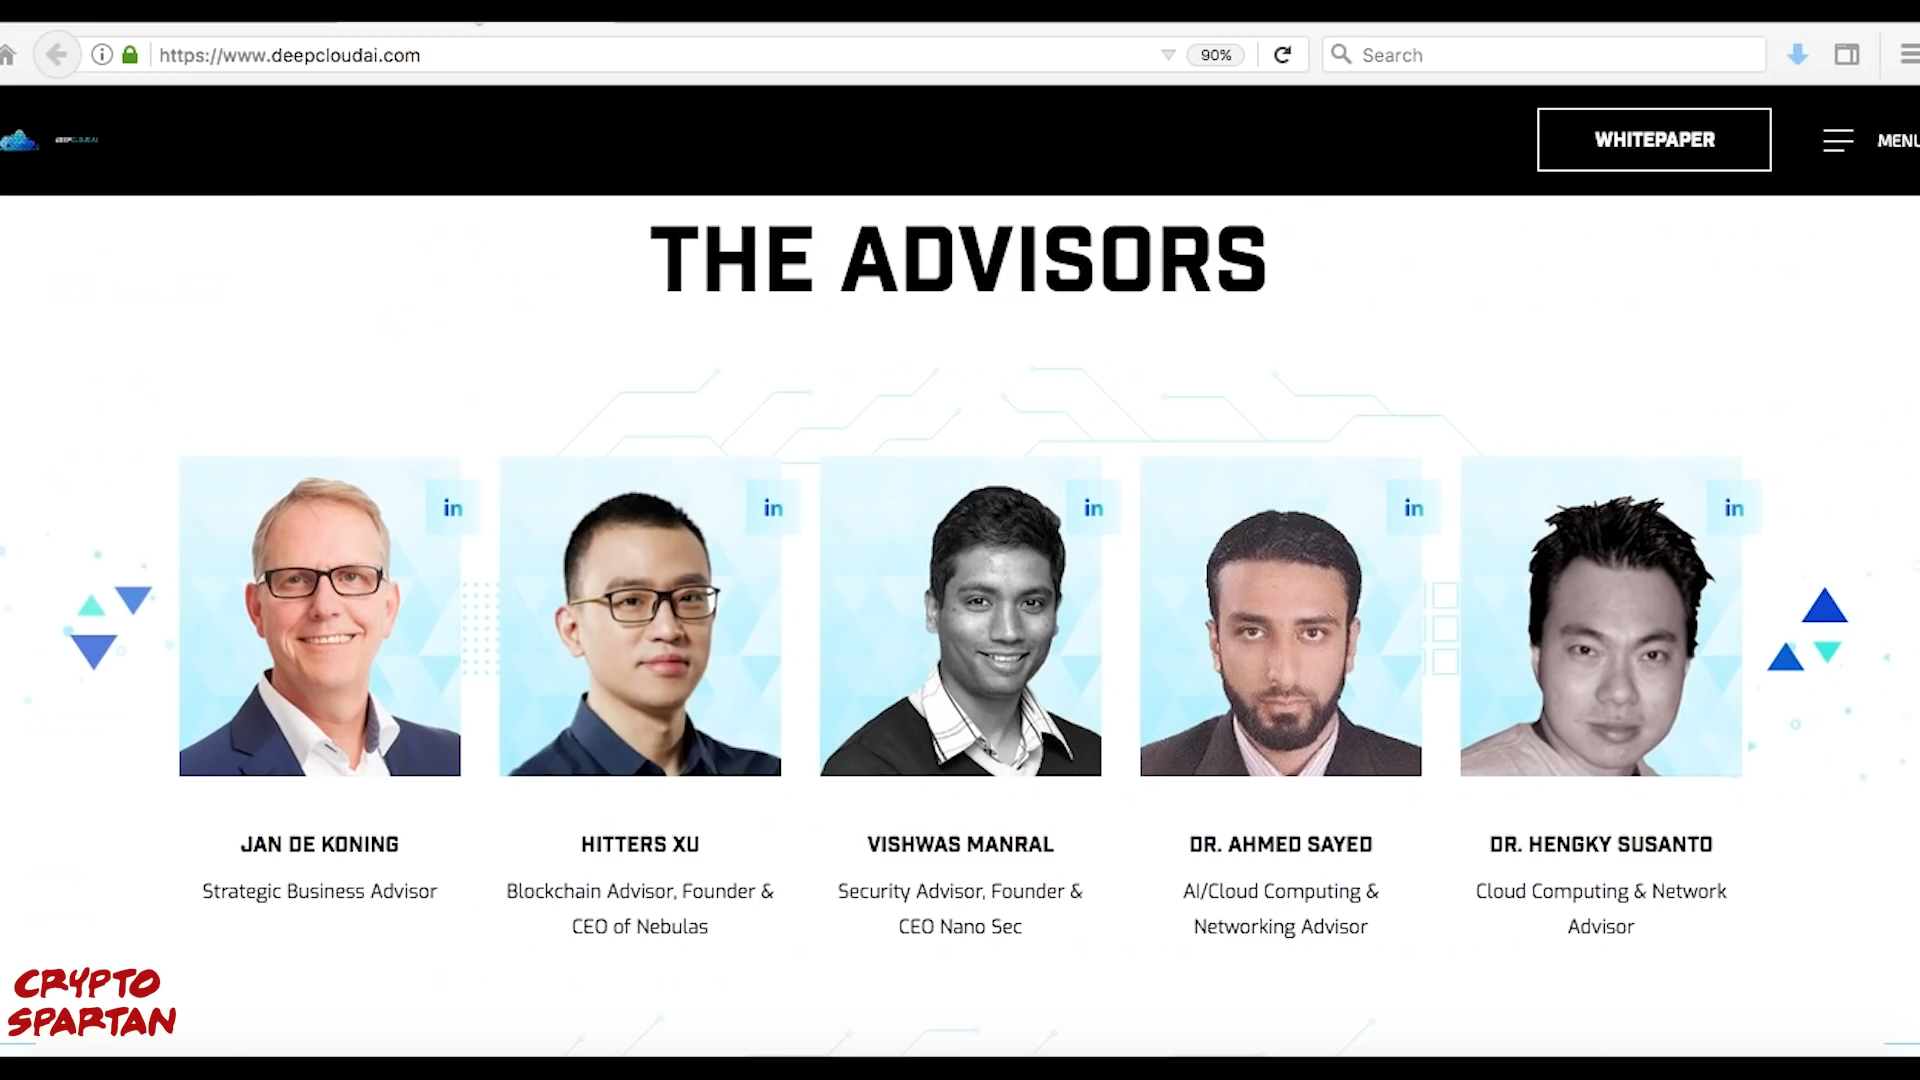 https://www.deepcloudai.com
90%
Search
DEEPCLOUDAI
WHITEPAPER
MENU
THE ADVISORS
in
in
in
in
in
JAN DE KONING
HITTERS XU
VISHWAS MANRAL
DR. AHMED SAYED
DR. HENGKY SUSANTO
Strategic Business Advisor
Blockchain Advisor, Founder &
CEO of Nebulas
Security Advisor, Founder &
CEO Nano Sec
AI/Cloud Computing &
Networking Advisor
Cloud Computing & Network
Advisor
CRYPTO
SPARTAN